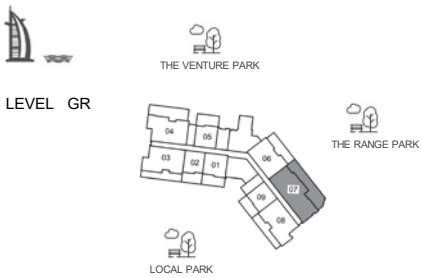 THE VENTURE PARK
LEVEL GR
THE RANGE PARK
04
05
03
02
01
06
07
09
08
LOCAL PARK